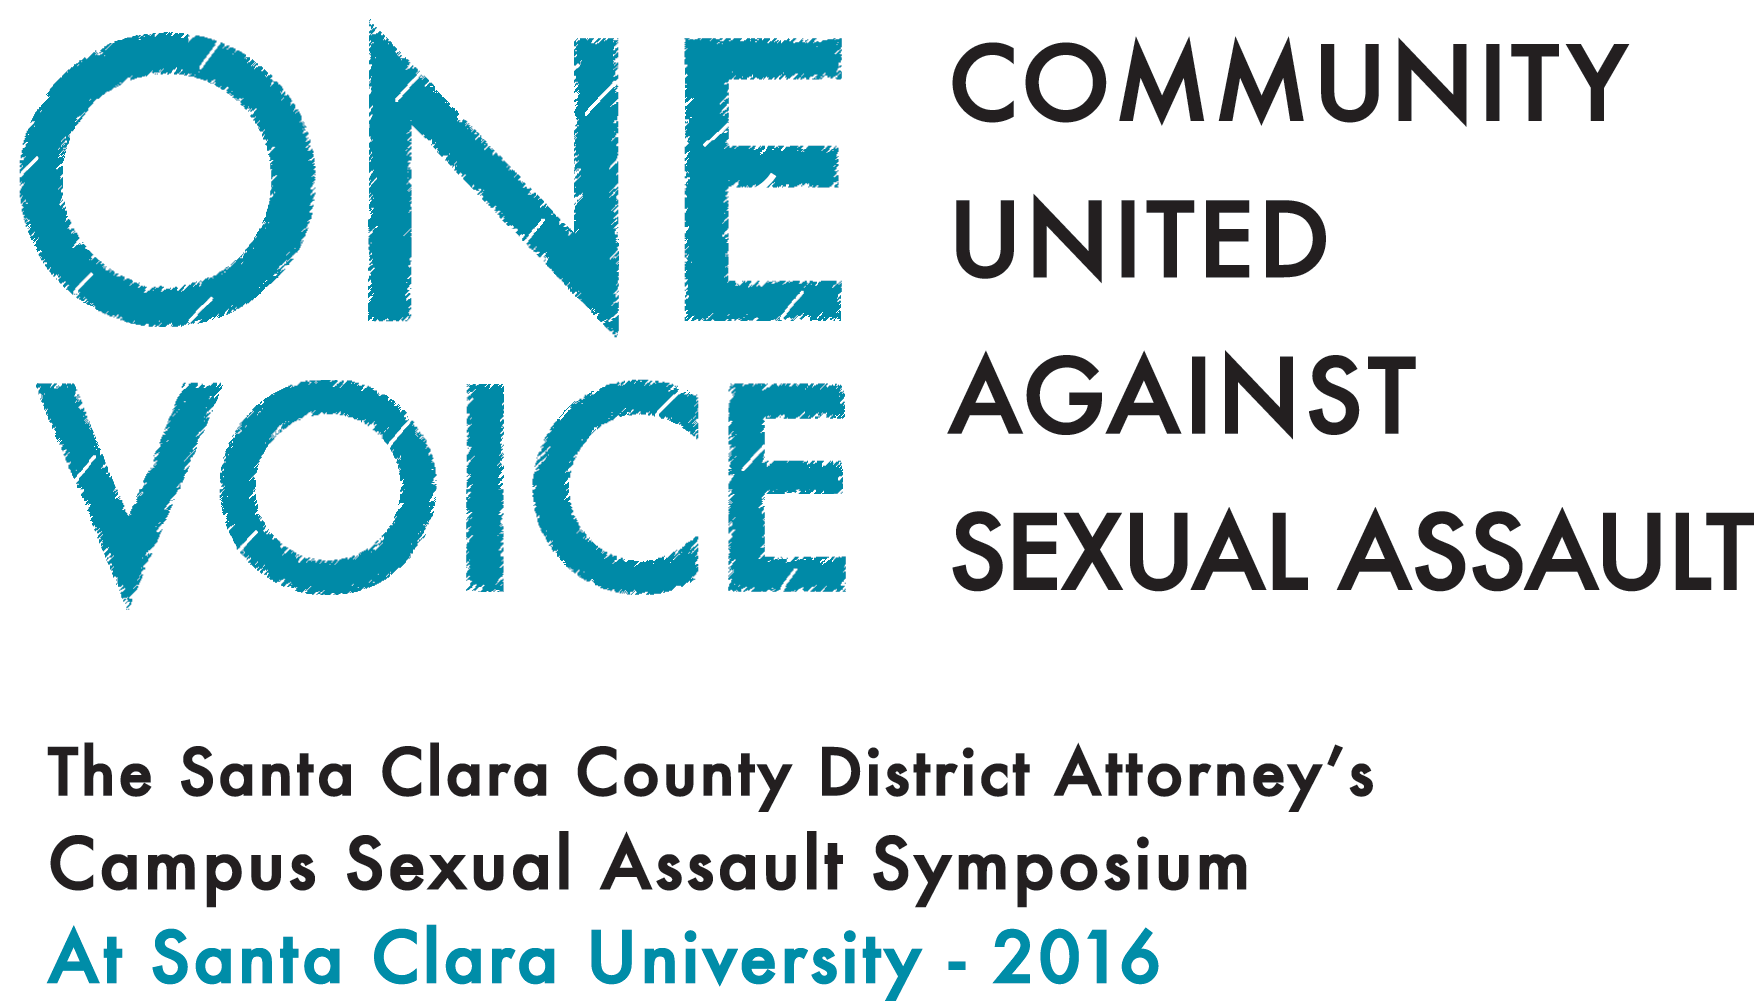 ONE
VOICE
COMMUNITY
UNITED
AGAINST
SEXUAL ASSAULT
The Santa Clara County District Attorney’s
Campus Sexual Assault Symposium
At Santa Clara University - 2016